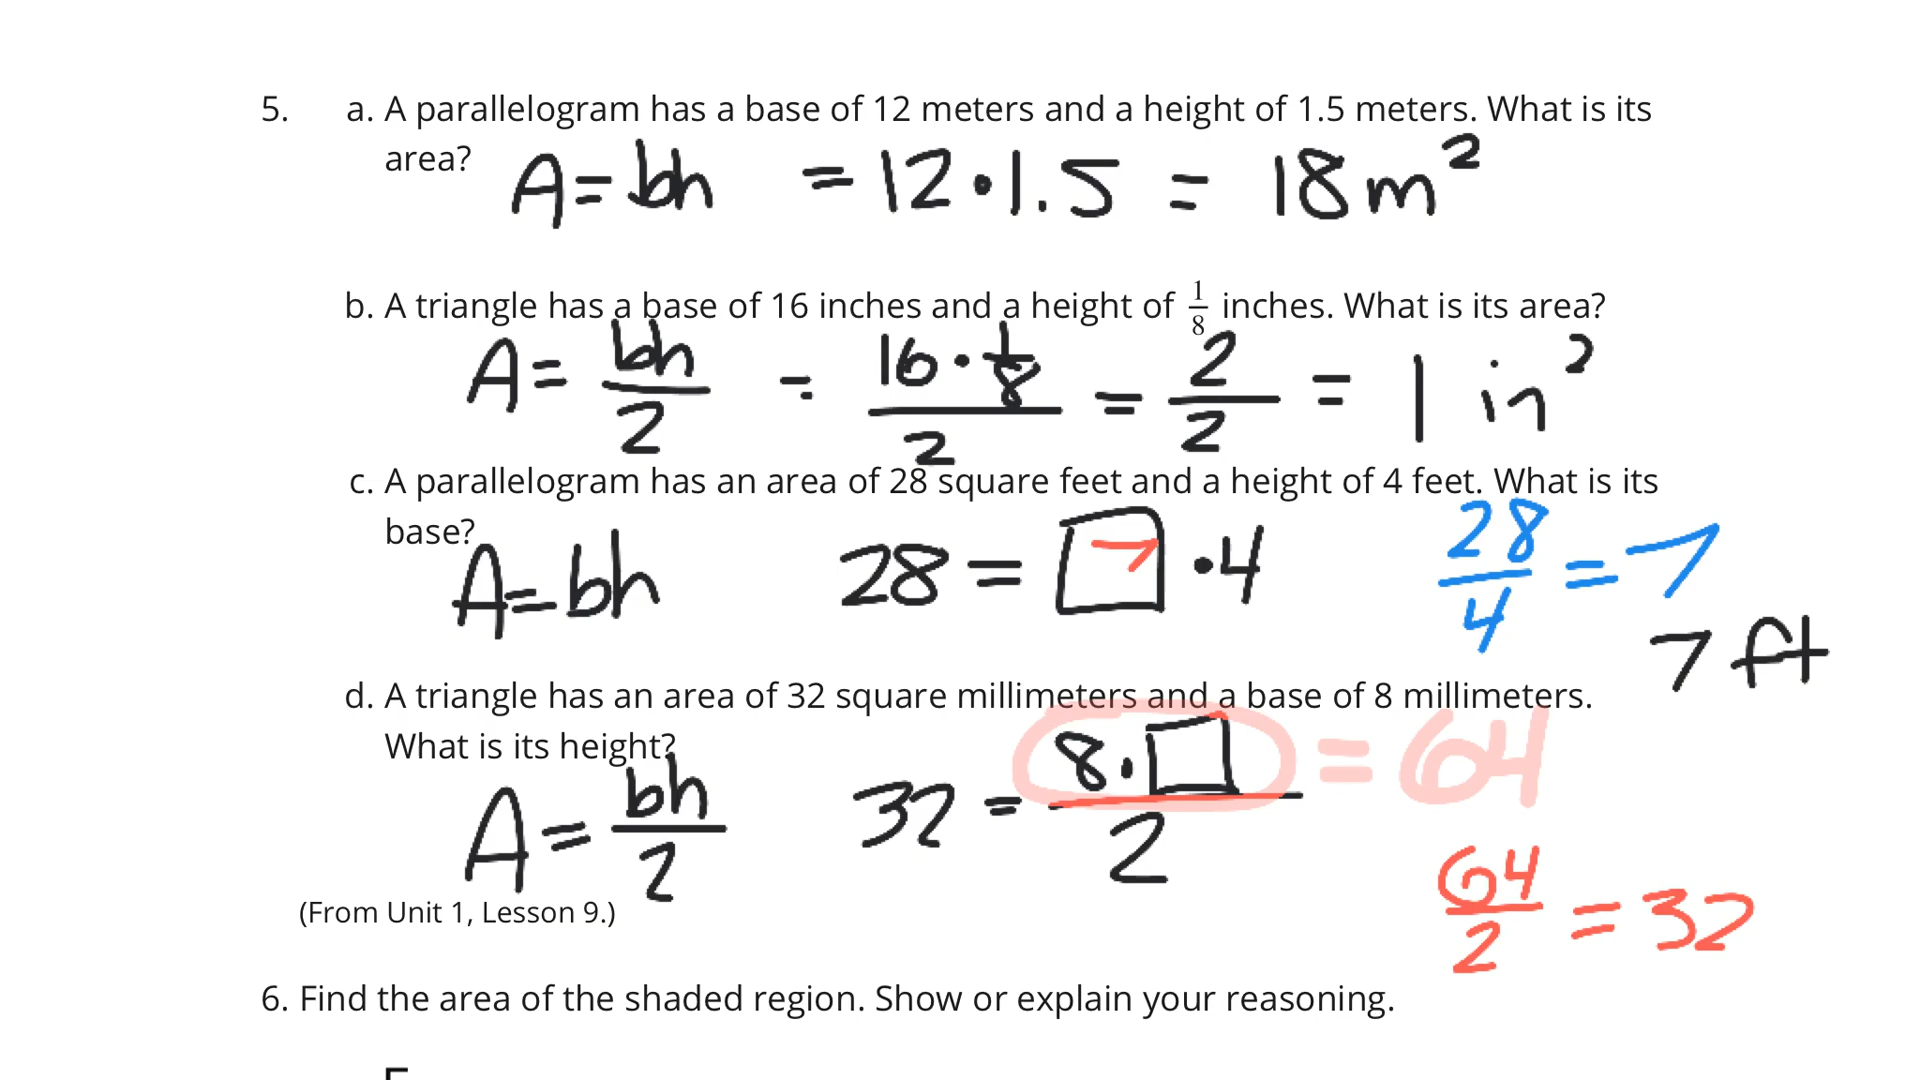 5. a. A parallelogram has a base of 12 meters and a height of 1.5 meters. What is its
area? A = bh = 12 • 1.5 = 18 m²
b. A triangle has a base of 16 inches and a height of 1/8 inches. What is its area?
A = bh/2 = 16 • 1/8 / 2 = 2/2 = 1 in²
c. A parallelogram has an area of 28 square feet and a height of 4 feet. What is its
base?
A = bh 28 = 7 • 4 28/4 = 7
7 ft
d. A triangle has an area of 32 square millimeters and a base of 8 millimeters.
What is its height?
A = bh/2 32 = 8 • □ / 2 = 64
64/2 = 32
(From Unit 1, Lesson 9.)
6. Find the area of the shaded region. Show or explain your reasoning.